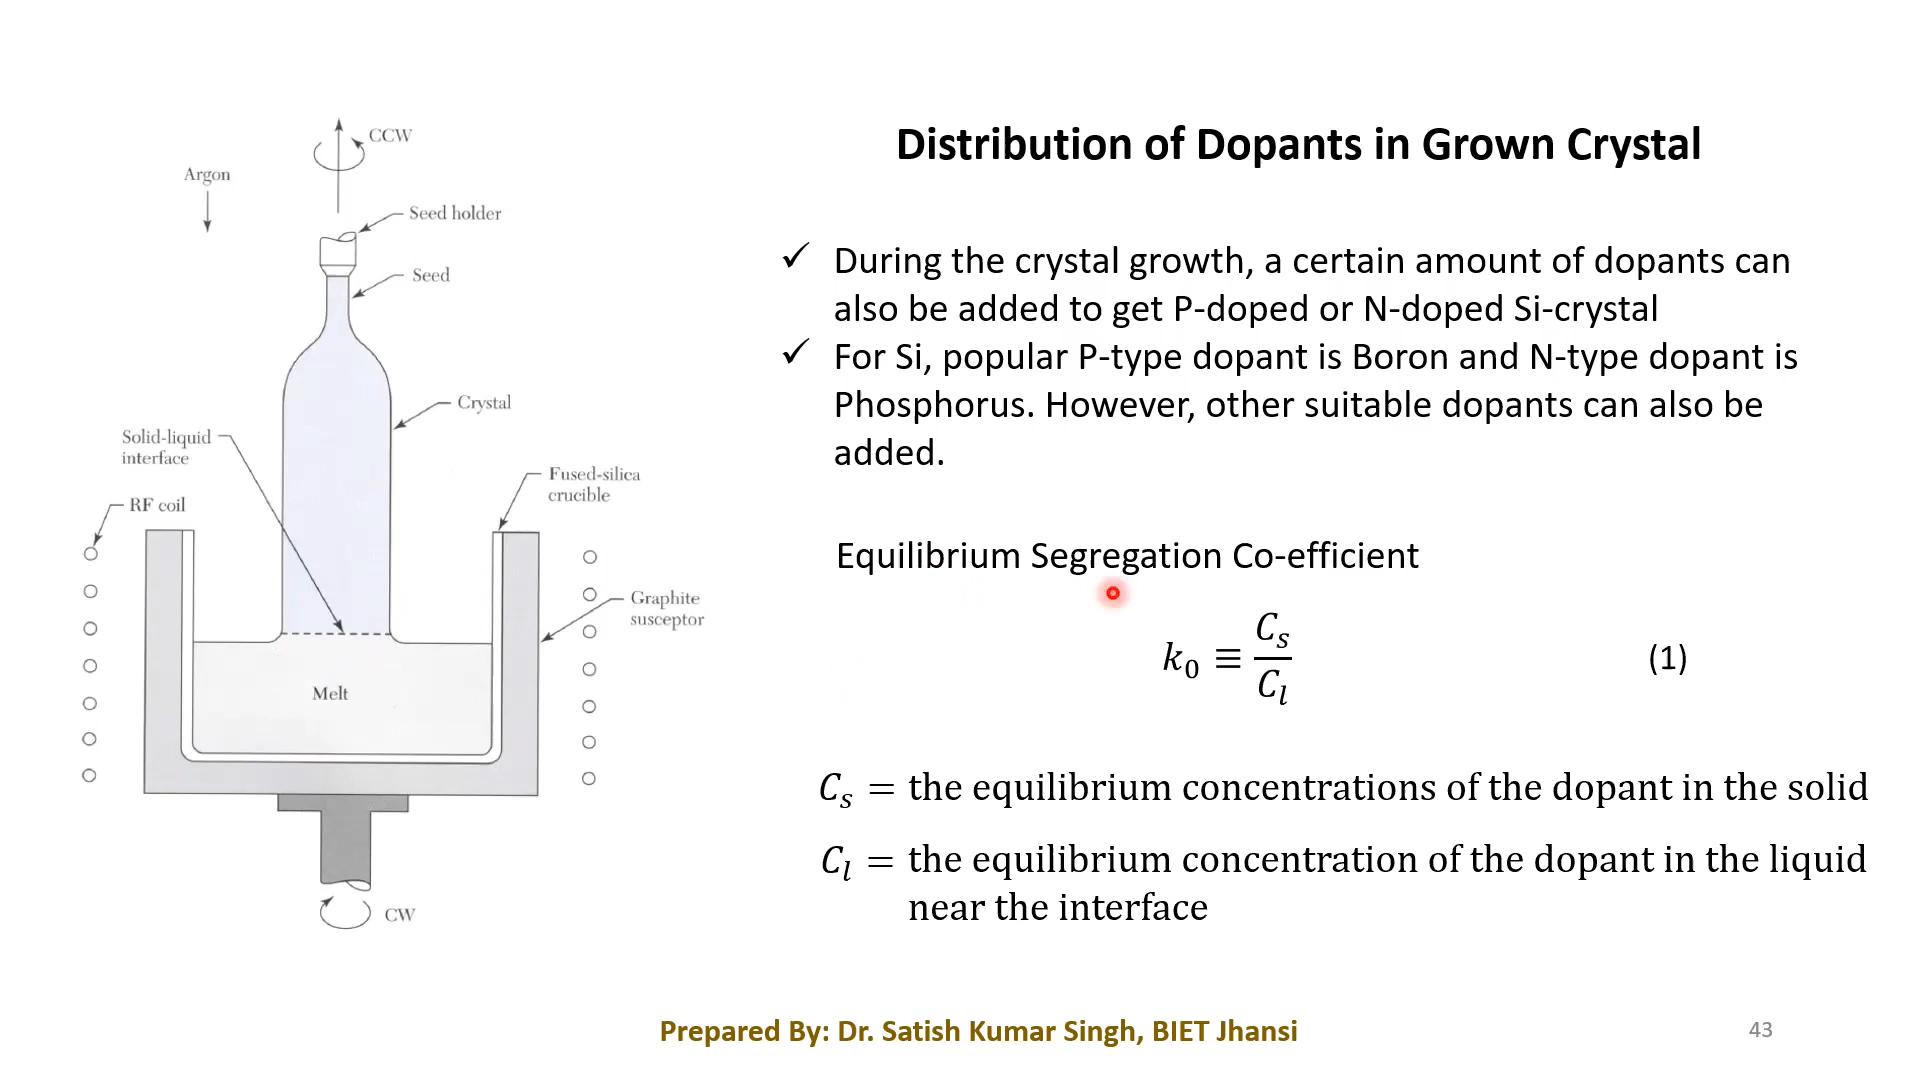 CCW
Argon
Seed holder
Seed
Crystal
Solid-liquid
interface
Fused-silica
crucible
RF coil
Graphite
susceptor
Melt
CW
Distribution of Dopants in Grown Crystal
✓ During the crystal growth, a certain amount of dopants can
also be added to get P-doped or N-doped Si-crystal
✓ For Si, popular P-type dopant is Boron and N-type dopant is
Phosphorus. However, other suitable dopants can also be
added.
Equilibrium Segregation Co-efficient
k₀ ≡ Cₛ/Cₗ (1)
Cₛ = the equilibrium concentrations of the dopant in the solid
Cₗ = the equilibrium concentration of the dopant in the liquid
near the interface
Prepared By: Dr. Satish Kumar Singh, BIET Jhansi
43